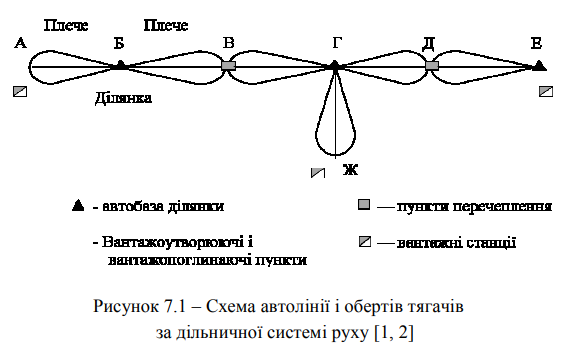 Плече Плече
А Б В Г Д Е
Ділянка
Ж
- автобаза ділянки
— пункти перечеплення
- Вантажоутворюючі і
вантажопоглинаючі пункти
— вантажні станції
Рисунок 7.1 – Схема автолінії і обертів тягачів
за дільничної системі руху [1, 2]